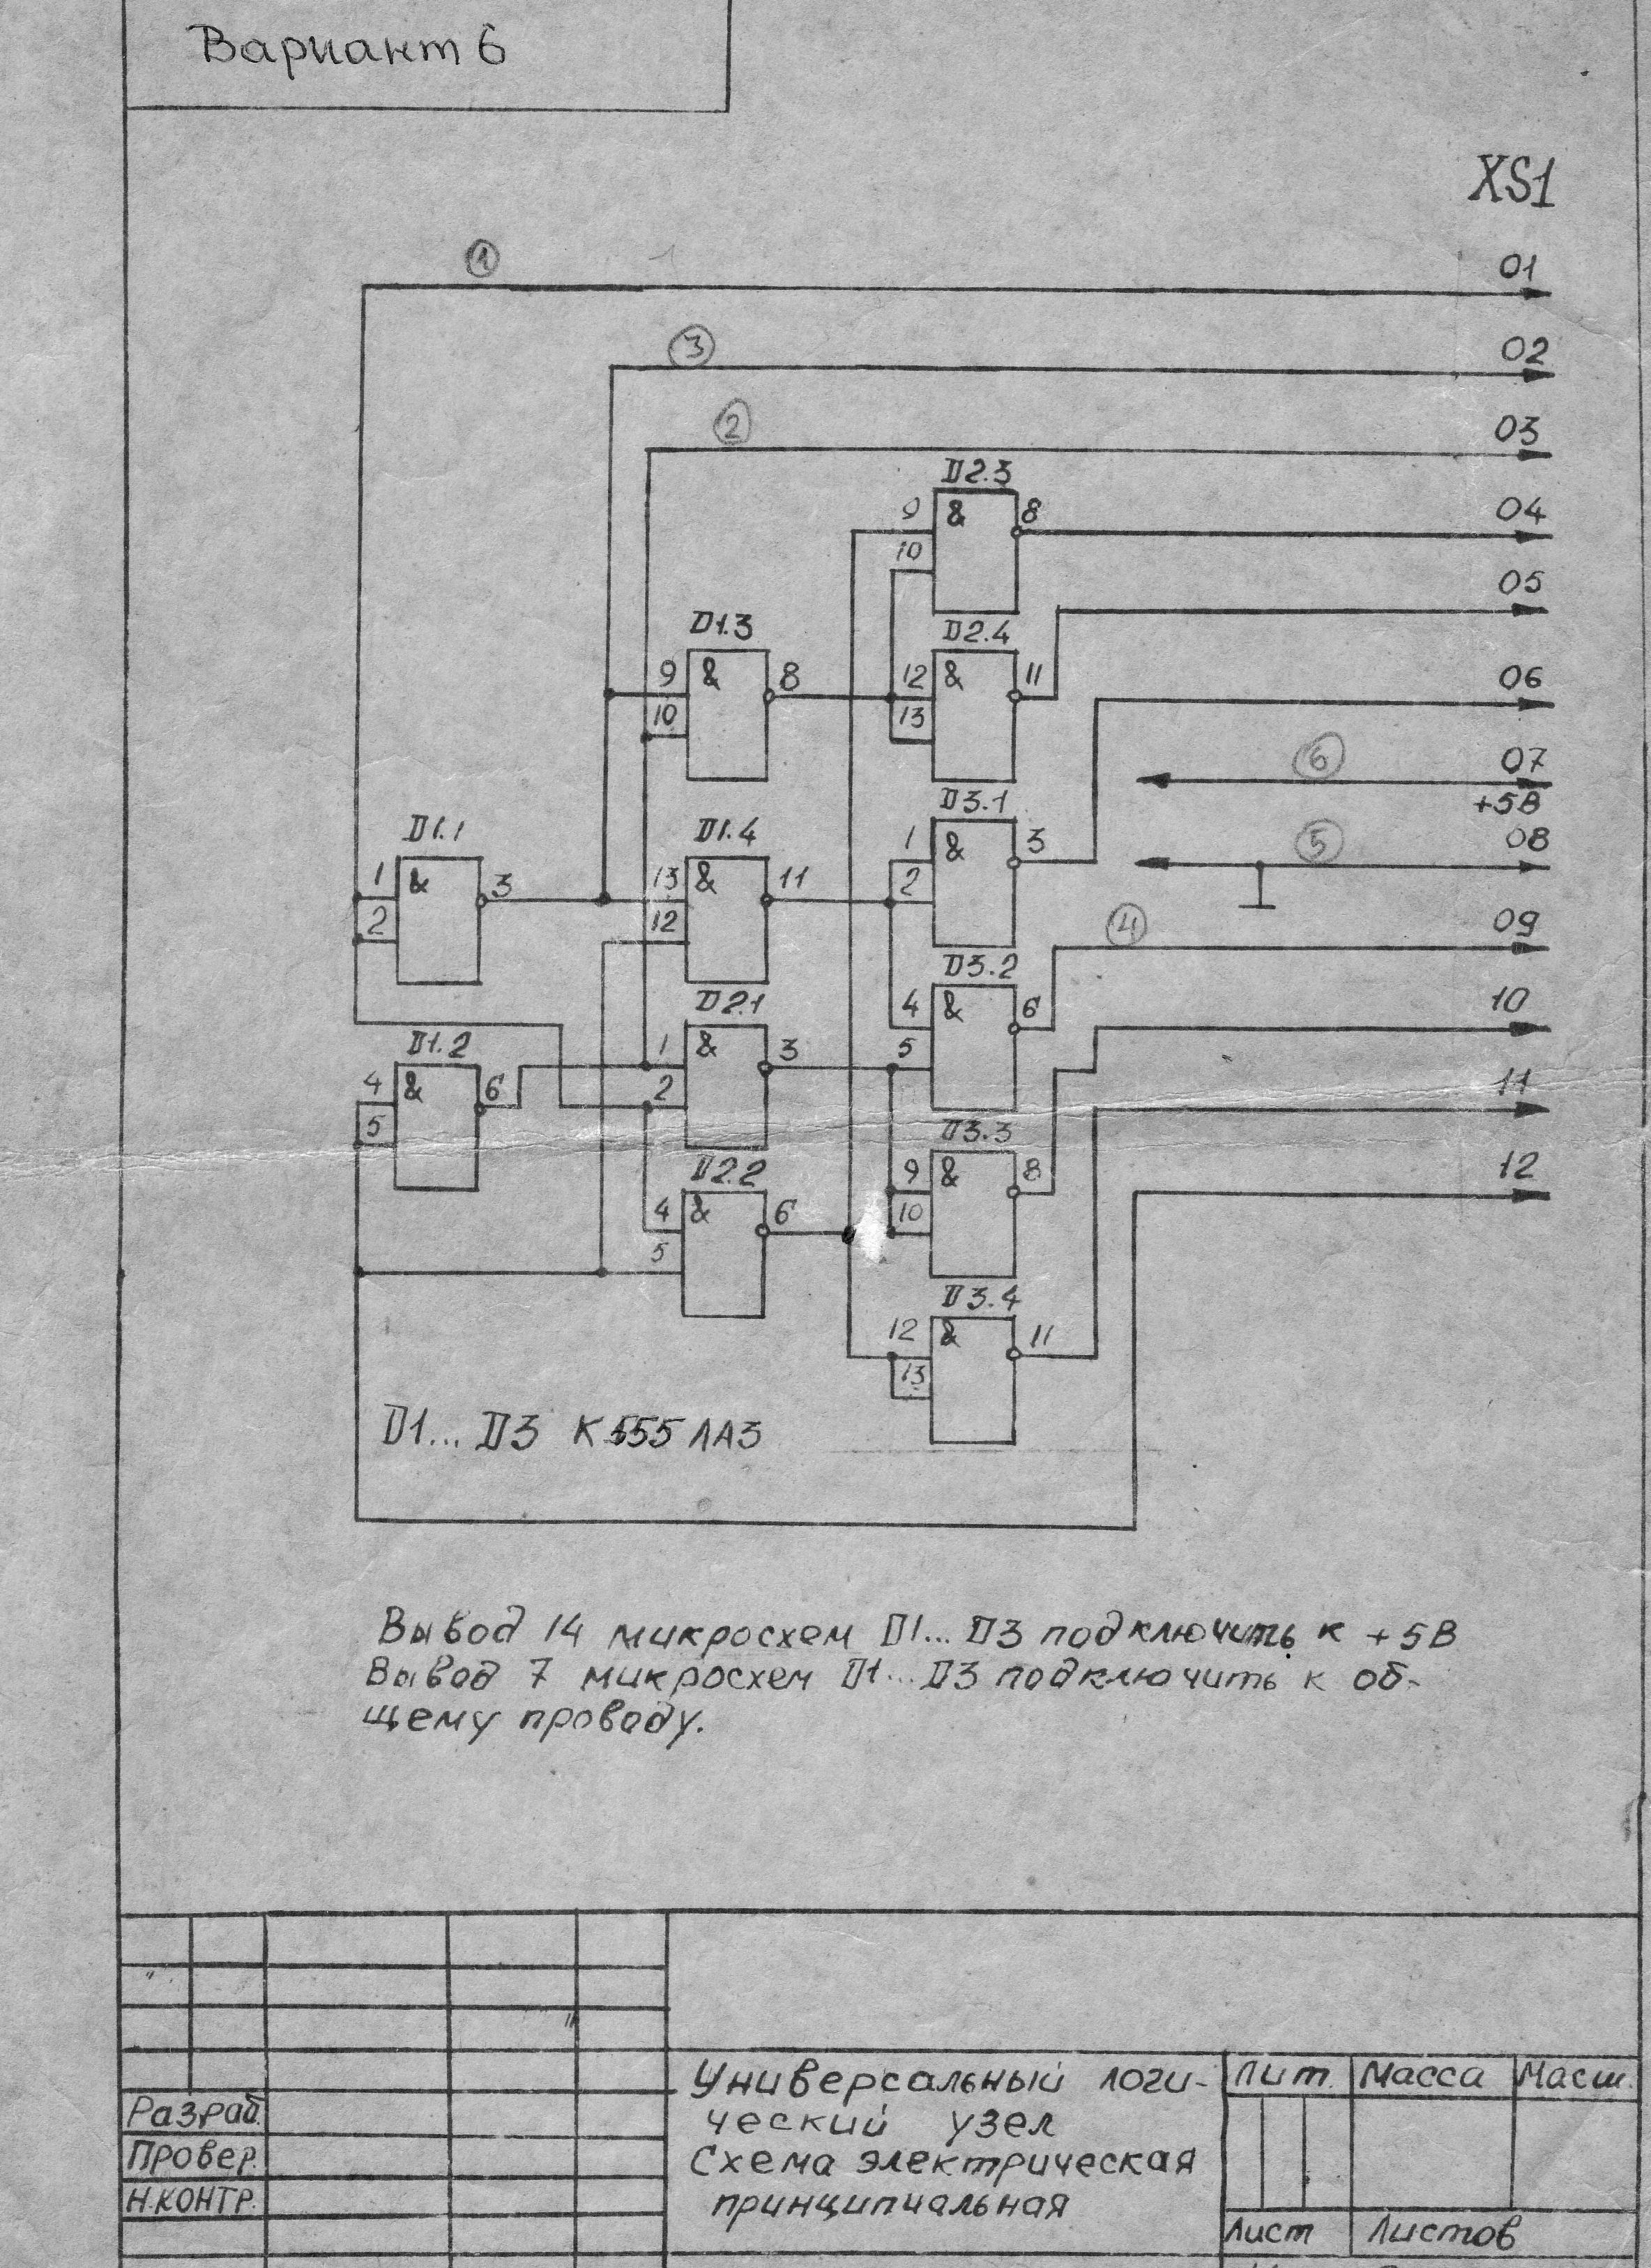 Вариант 6
XS1
1
01
3
02
2
03
D2.3
9 & 8
04
10
05
D1.3
D2.4
9 & 8
12 & 11
06
10
13
6
07
+5В
D1.1
D1.4
D3.1
1 & 3
5
08
2
1 & 3
13 & 11
2
12
4
09
D3.2
D2.1
4 & 6
10
D1.2
1 & 3
5
4 & 6
2
11
5
D3.3
D2.2
9 & 8
12
4 & 6
10
5
D3.4
12 & 11
13
D1... D3 К555ЛА3
Вывод 14 микросхем D1... D3 подключить к +5В
Вывод 7 микросхем D1... D3 подключить к об-
щему проводу.
Универсальный логи-
ческий узел
Схема электрическая
принципиальная
Лит. Масса Масш.
Разраб.
Провер.
Н.КОНТР.
Лист Листов